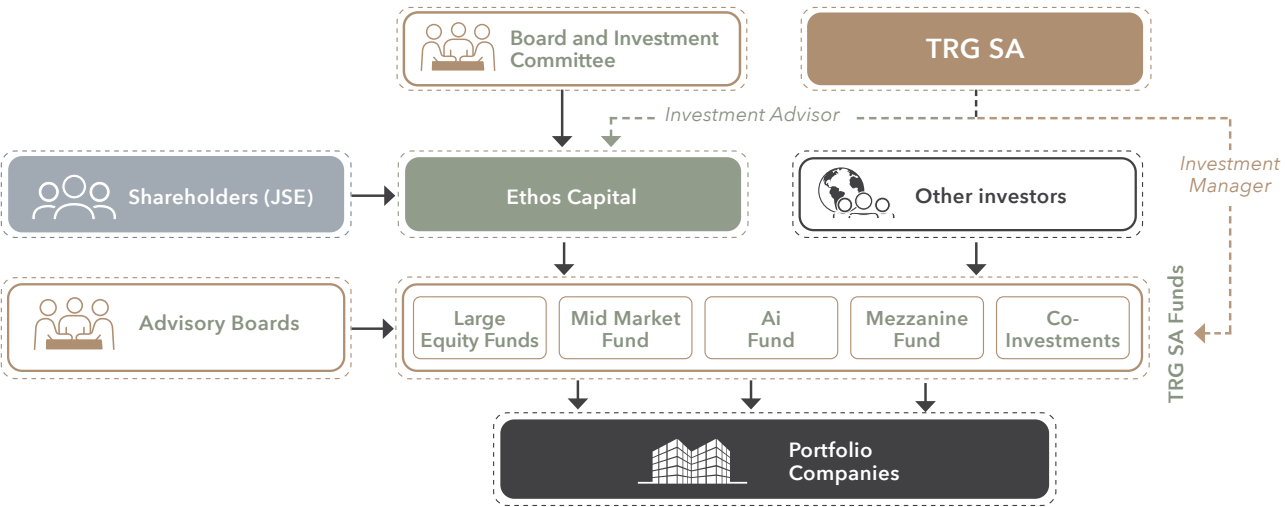 Board and Investment
Committee
TRG SA
Investment Advisor
Shareholders (JSE)
Ethos Capital
Other investors
Investment
Manager
Advisory Boards
Large
Equity Funds
Mid Market
Fund
Ai
Fund
Mezzanine
Fund
Co-
Investments
TRG SA Funds
Portfolio
Companies